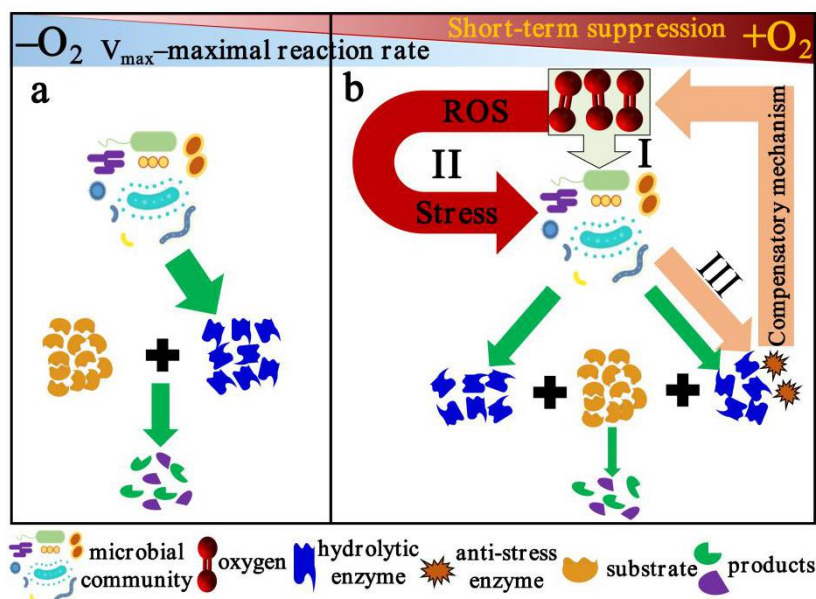 Short-term suppression
–O2 Vmax–maximal reaction rate +O2
a
b
ROS
I
II
Stress
III
Compensatory mechanism
microbial
community
oxygen
hydrolytic
enzyme
anti-stress
enzyme
substrate
products